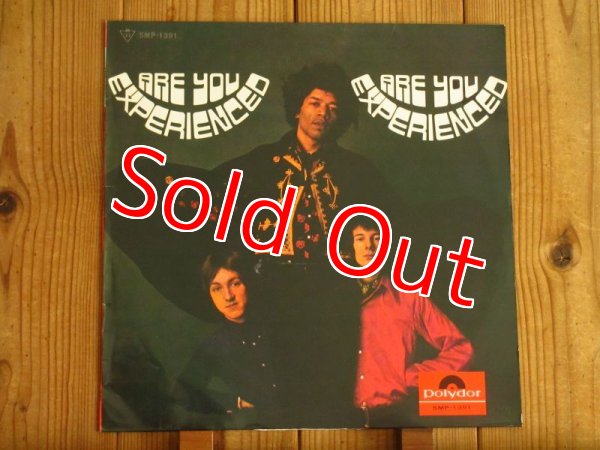 SMP-1391
ARE YOU
EXPERIENCED
ARE YOU
EXPERIENCED
Sold Out
Polydor
SMP-1391